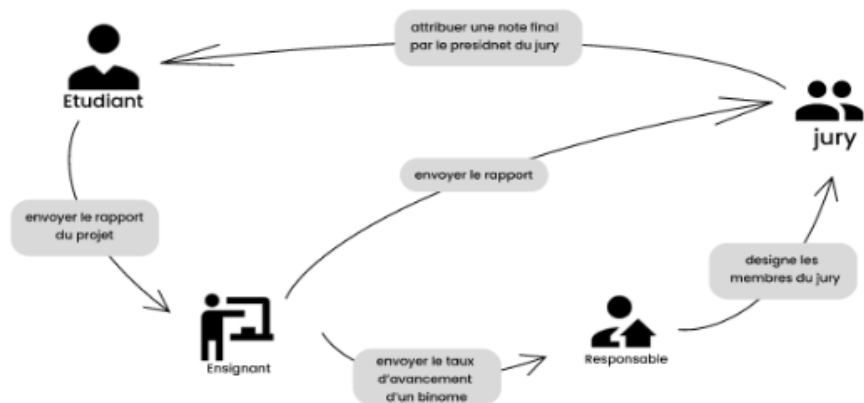 attribuer une note final
par le presidnet du jury
Etudiant
jury
envoyer le rapport
envoyer le rapport
du projet
designe les
membres du jury
Ensignant
Responsable
envoyer le taux
d'avancement
d'un binome